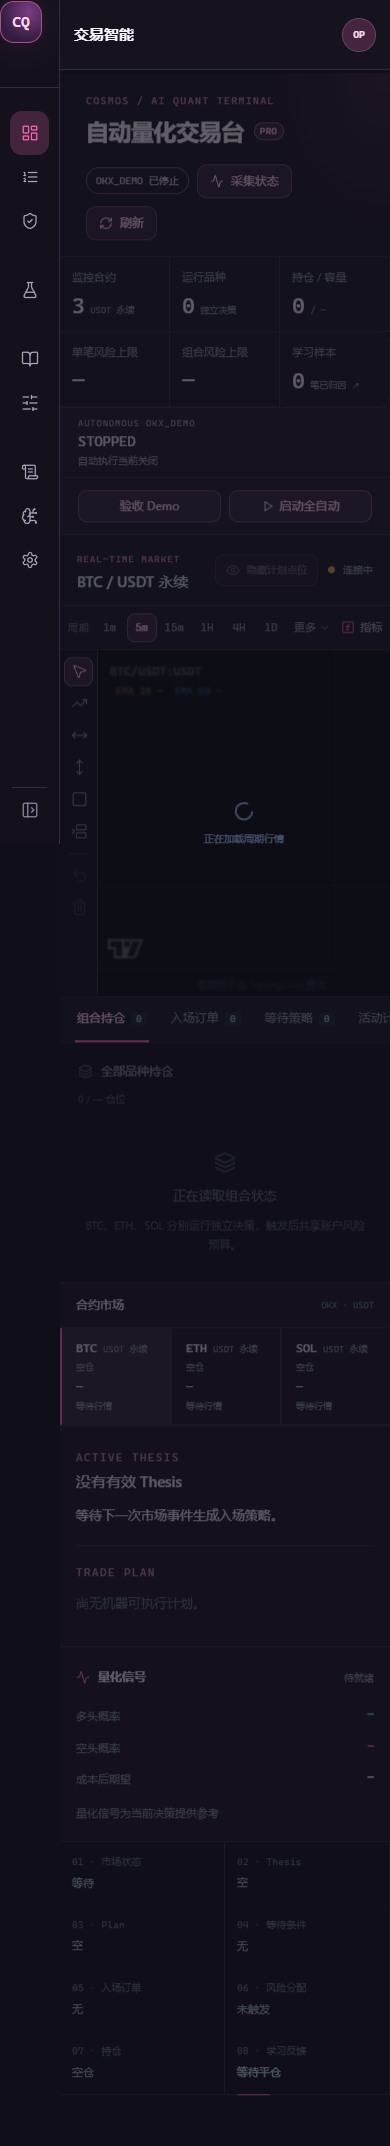 CQ
交易智能
OP
COSMOS / AI QUANT TERMINAL
自动量化交易台 PRO
OKX_DEMO 已停止
采集状态
刷新
监控合约
3 USDT 永续
运行品种
0 独立决策
持仓 / 容量
0 / —
单笔风险上限
—
组合风险上限
—
学习样本
0 笔已归因 ↗
AUTONOMOUS OKX_DEMO
STOPPED
自动执行当前关闭
验收 Demo
启动全自动
REAL-TIME MARKET
BTC / USDT 永续
隐藏计划点位
连接中
周期 1m 5m 15m 1H 4H 1D 更多 指标
BTC/USDT:USDT
EMA 20 — EMA 60 —
正在加载周期行情
组合持仓 0 入场订单 0 等待策略 0 活动计
全部品种持仓
0 / — 仓位
正在读取组合状态
BTC、ETH、SOL 分别运行独立决策，触发后共享账户风险
预算。
合约市场 OKX · USDT
BTC USDT 永续
空仓
—
等待行情
ETH USDT 永续
空仓
—
等待行情
SOL USDT 永续
空仓
—
等待行情
ACTIVE THESIS
没有有效 Thesis
等待下一次市场事件生成入场策略。
TRADE PLAN
尚无机器可执行计划。
量化信号 待就绪
多头概率 —
空头概率 —
成本后期望 —
量化信号为当前决策提供参考
01 · 市场状态
等待
02 · Thesis
空
03 · Plan
空
04 · 等待条件
无
05 · 入场订单
无
06 · 风险分配
未触发
07 · 持仓
空仓
08 · 学习反馈
等待平仓